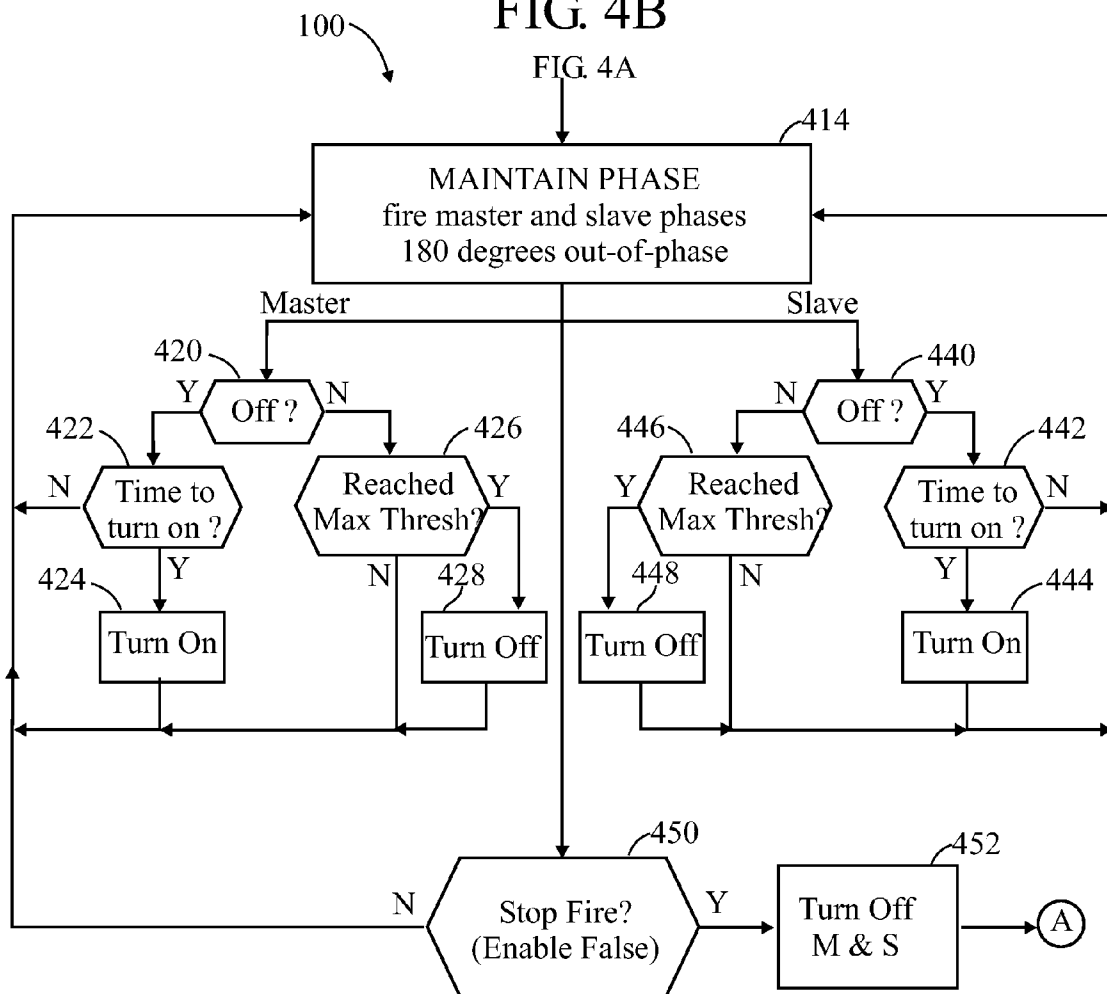 FIG. 4B
100
FIG. 4A
414
MAINTAIN PHASE
fire master and slave phases
180 degrees out-of-phase
Master
Slave
420
440
Y
Off ?
N
N
Off ?
Y
422
426
446
442
N
Time to
turn on ?
Reached
Max Thresh?
Y
Y
Reached
Max Thresh?
Time to
turn on ?
N
Y
N
N
Y
424
428
448
444
Turn On
Turn Off
Turn Off
Turn On
450
452
N
Stop Fire?
(Enable False)
Y
Turn Off
M & S
A